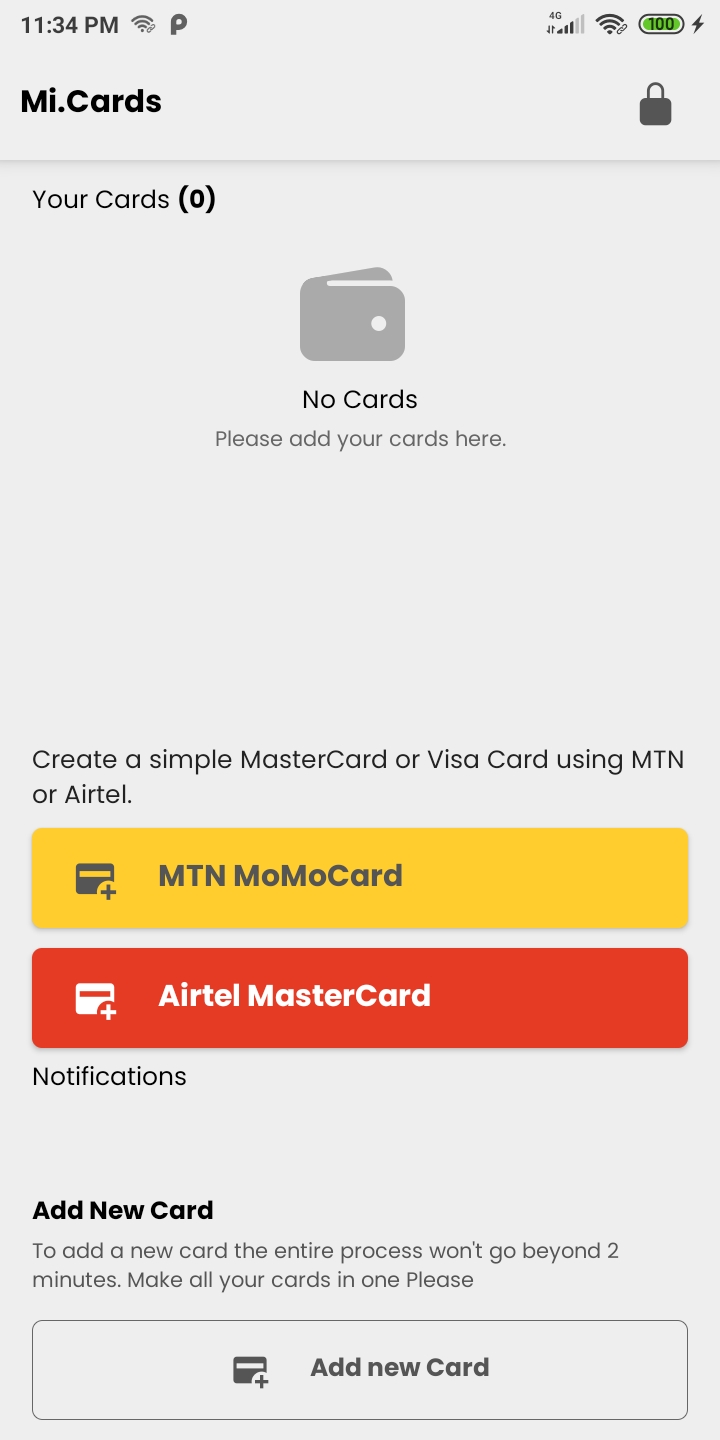 11:34 PM
4G
100
Mi.Cards
Your Cards (0)
No Cards
Please add your cards here.
Create a simple MasterCard or Visa Card using MTN
or Airtel.
MTN MoMoCard
Airtel MasterCard
Notifications
Add New Card
To add a new card the entire process won't go beyond 2
minutes. Make all your cards in one Please
Add new Card